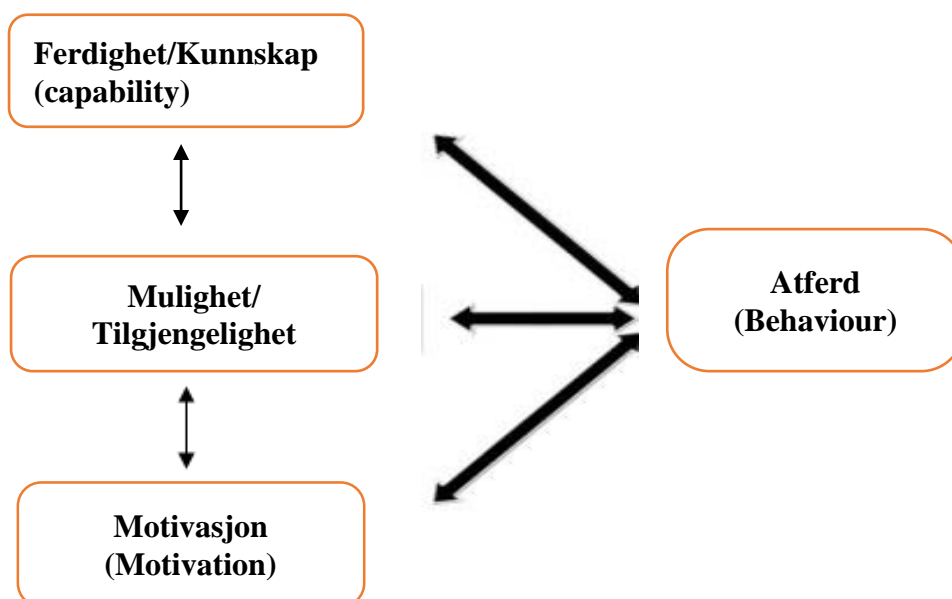 Ferdighet/Kunnskap
(capability)
Mulighet/
Tilgjengelighet
Atferd
(Behaviour)
Motivasjon
(Motivation)